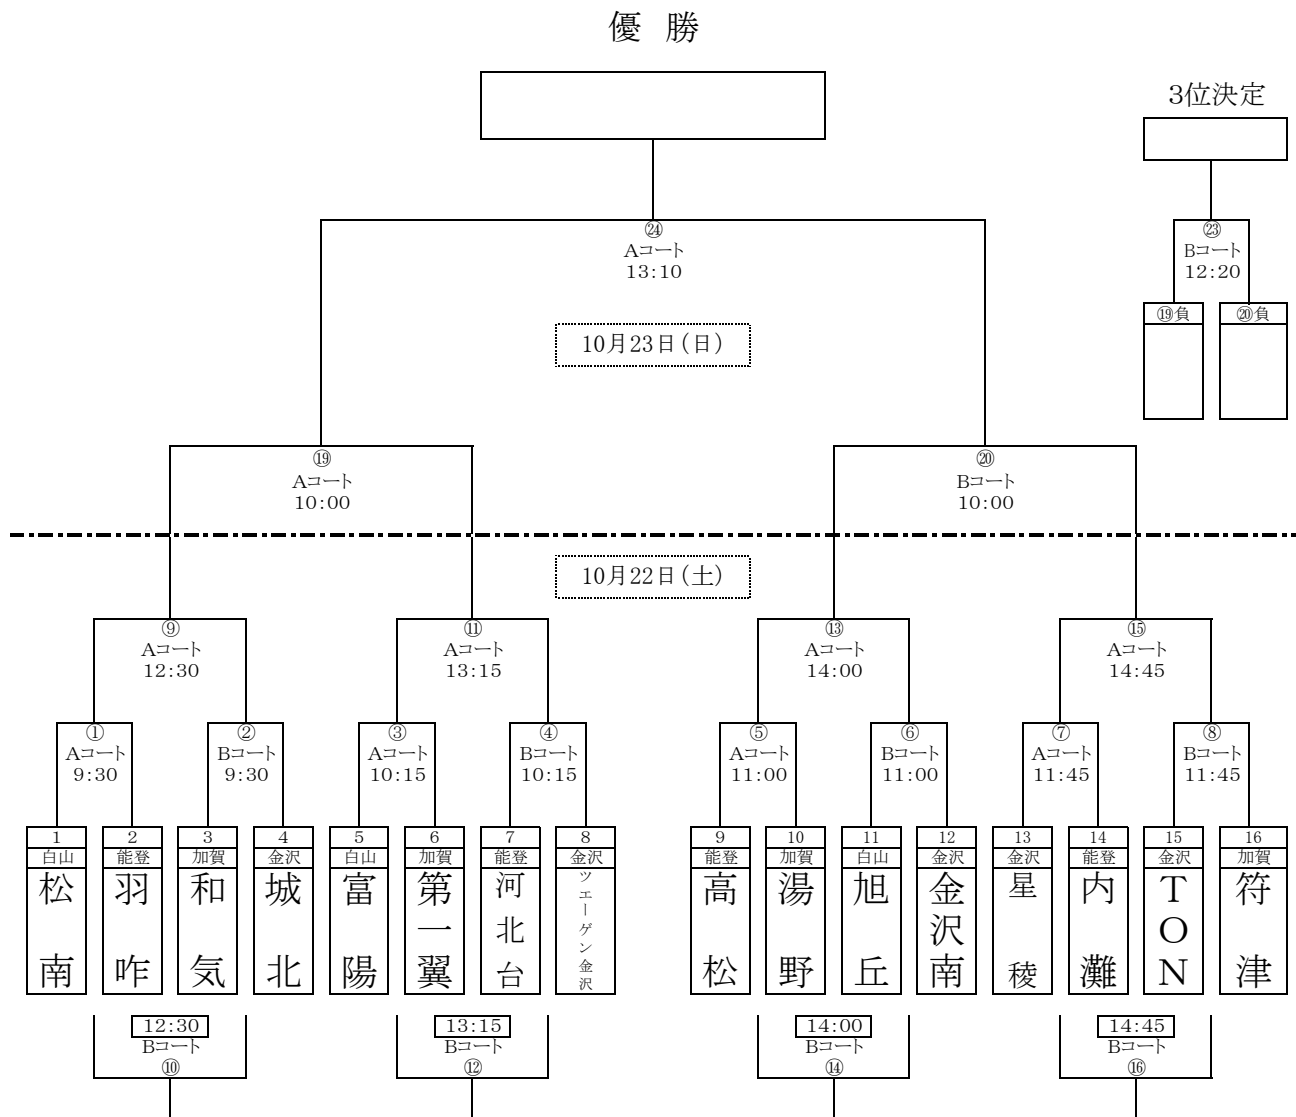 優 勝
3位決定
㉔
Aコート
13:10
㉓
Bコート
12:20
⑲負
⑳負
10月23日(日)
⑲
Aコート
10:00
⑳
Bコート
10:00
10月22日(土)
⑨
Aコート
12:30
⑪
Aコート
13:15
⑬
Aコート
14:00
⑮
Aコート
14:45
①
Aコート
9:30
②
Bコート
9:30
③
Aコート
10:15
④
Bコート
10:15
⑤
Aコート
11:00
⑥
Bコート
11:00
⑦
Aコート
11:45
⑧
Bコート
11:45
1
白山
松南
2
能登
羽咋
3
加賀
和気
4
金沢
城北
5
白山
富陽
6
加賀
第一翼
7
能登
河北台
8
金沢
ツエーゲン金沢
9
能登
高松
10
加賀
湯野
11
白山
旭丘
12
金沢
金沢南
13
金沢
星稜
14
能登
内灘
15
金沢
TON
16
加賀
符津
12:30
Bコート
⑩
13:15
Bコート
⑫
14:00
Bコート
⑭
14:45
Bコート
⑯